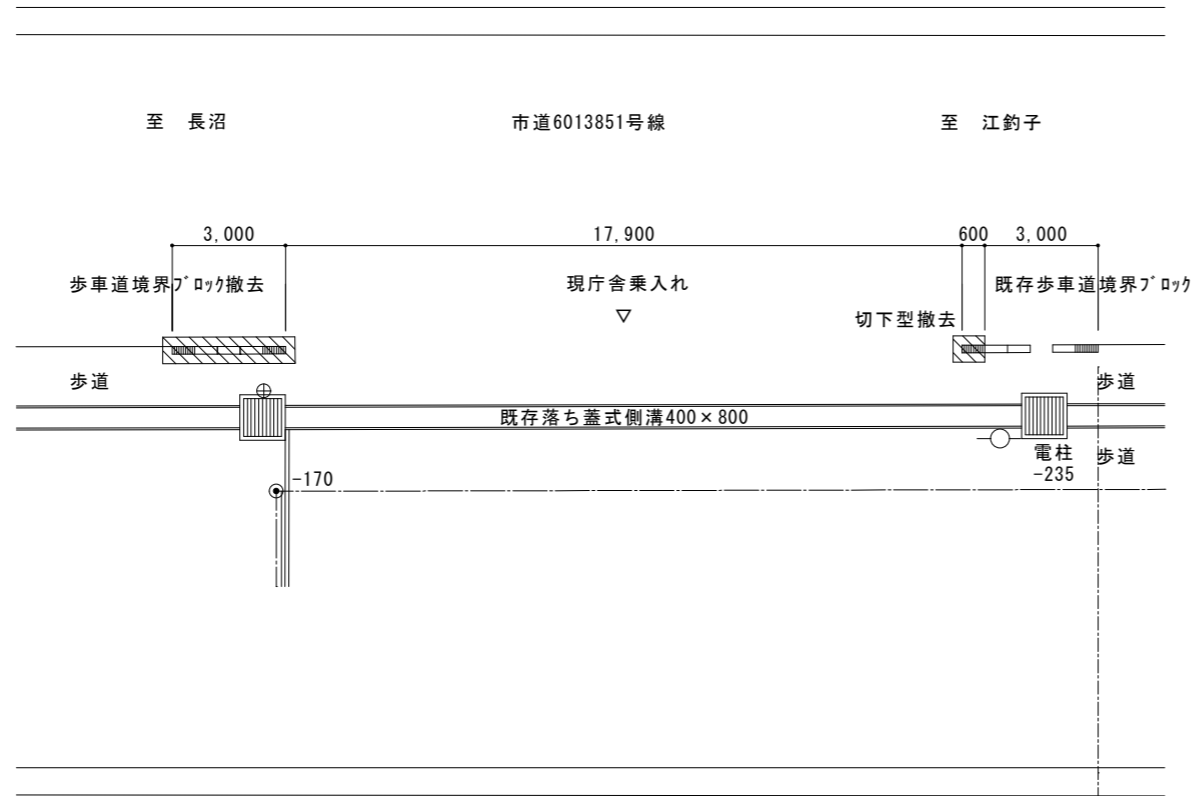 至　長沼
市道6013851号線
至　江釣子
3,000
17,900
600
3,000
歩車道境界ﾌﾞﾛｯｸ撤去
現庁舎乗入れ
既存歩車道境界ﾌﾞﾛｯｸ
▽
切下型撤去
歩道
歩道
既存落ち蓋式側溝400×800
電柱
-235
歩道
-170